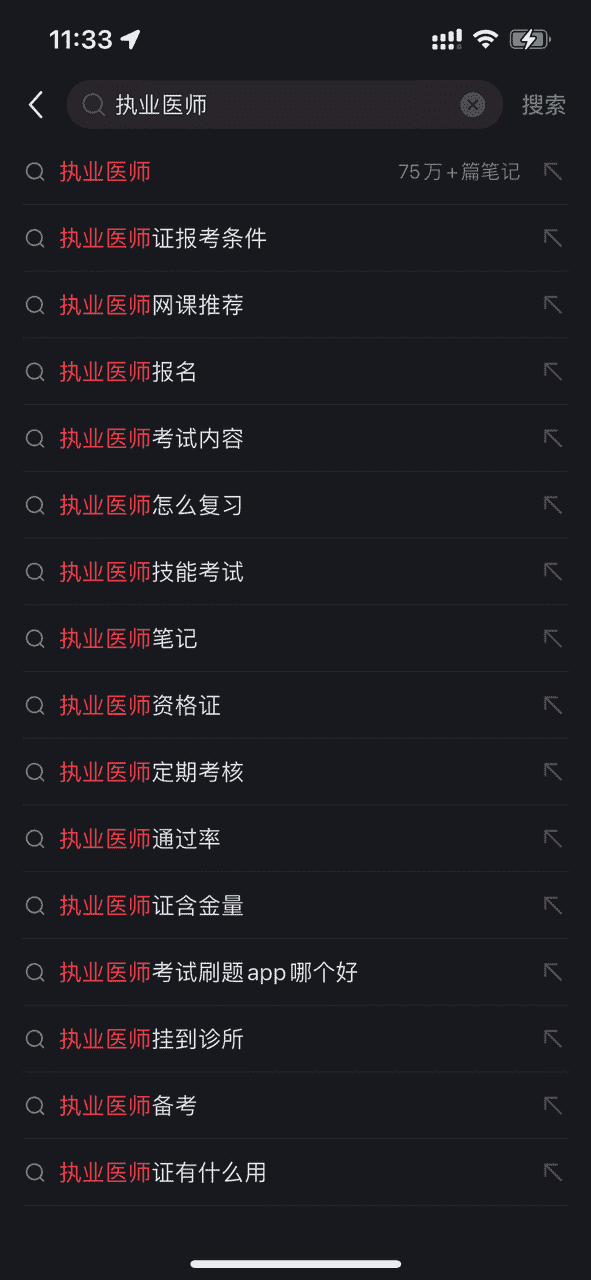 11:33
执业医师
搜索
执业医师 75万+篇笔记
执业医师证报考条件
执业医师网课推荐
执业医师报名
执业医师考试内容
执业医师怎么复习
执业医师技能考试
执业医师笔记
执业医师资格证
执业医师定期考核
执业医师通过率
执业医师证含金量
执业医师考试刷题app哪个好
执业医师挂到诊所
执业医师备考
执业医师证有什么用